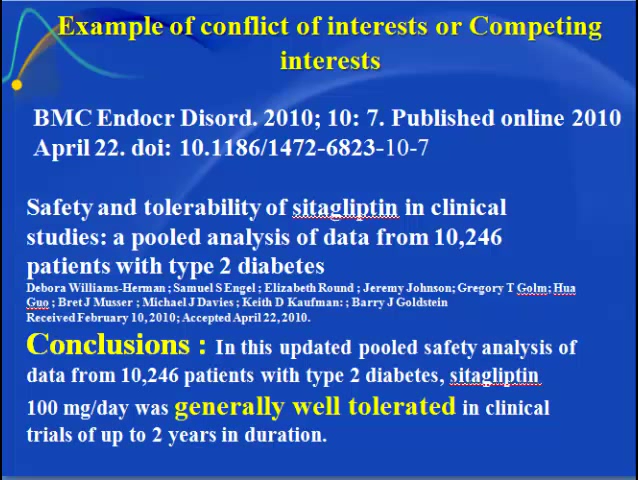 Example of conflict of interests or Competing
interests
BMC Endocr Disord. 2010; 10: 7. Published online 2010
April 22. doi: 10.1186/1472-6823-10-7
Safety and tolerability of sitagliptin in clinical
studies: a pooled analysis of data from 10,246
patients with type 2 diabetes
Debora Williams-Herman ; Samuel S Engel ; Elizabeth Round ; Jeremy Johnson; Gregory T Golm; Hua
Guo ; Bret J Musser ; Michael J Davies ; Keith D Kaufman: ; Barry J Goldstein
Received February 10, 2010; Accepted April 22, 2010.
Conclusions : In this updated pooled safety analysis of
data from 10,246 patients with type 2 diabetes, sitagliptin
100 mg/day was generally well tolerated in clinical
trials of up to 2 years in duration.